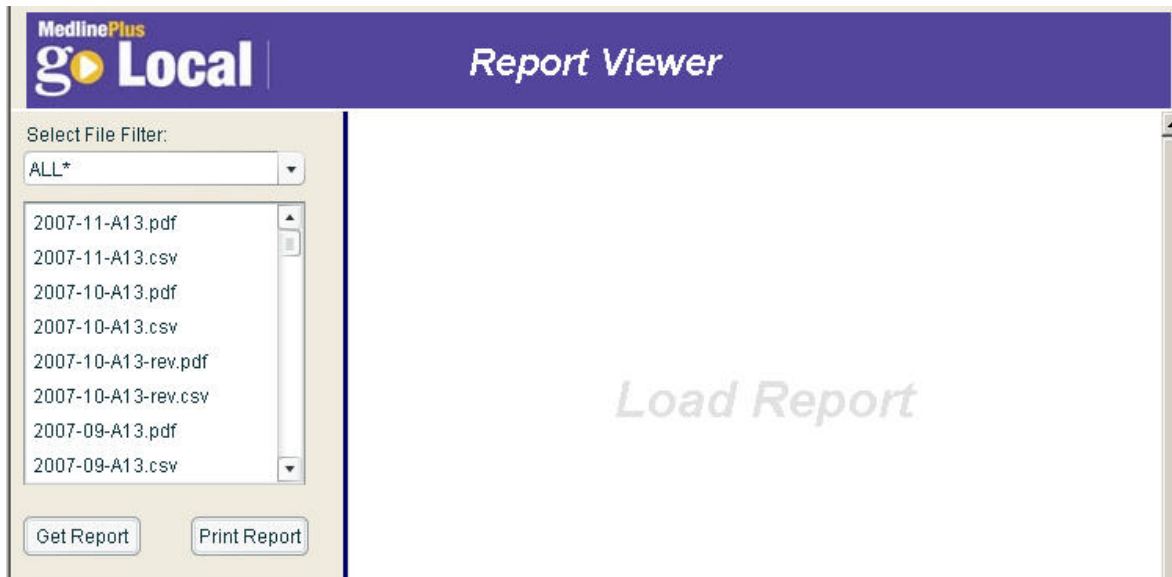 MedlinePlus
go Local
Report Viewer
Select File Filter:
ALL*
2007-11-A13.pdf
2007-11-A13.csv
2007-10-A13.pdf
2007-10-A13.csv
2007-10-A13-rev.pdf
2007-10-A13-rev.csv
2007-09-A13.pdf
2007-09-A13.csv
Load Report
Get Report
Print Report